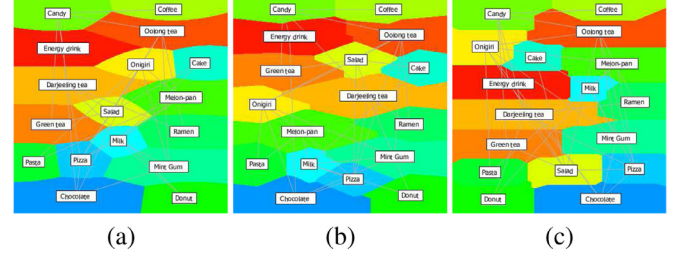 Candy
Coffee
Oolong tea
Energy drink
Onigiri
Cake
Darjeeling tea
Melon-pan
Salad
Green tea
Ramen
Milk
Pasta
Pizza
Mint Gum
Chocolate
Donut
(a)
Candy
Coffee
Energy drink
Oolong tea
Salad
Green tea
Cake
Darjeeling tea
Onigiri
Melon-pan
Ramen
Pasta
Milk
Mint Gum
Pizza
Chocolate
Donut
(b)
Candy
Coffee
Oolong tea
Onigiri
Cake
Melon-pan
Energy drink
Milk
Ramen
Darjeeling tea
Green tea
Mint Gum
Pasta
Salad
Pizza
Donut
Chocolate
(c)